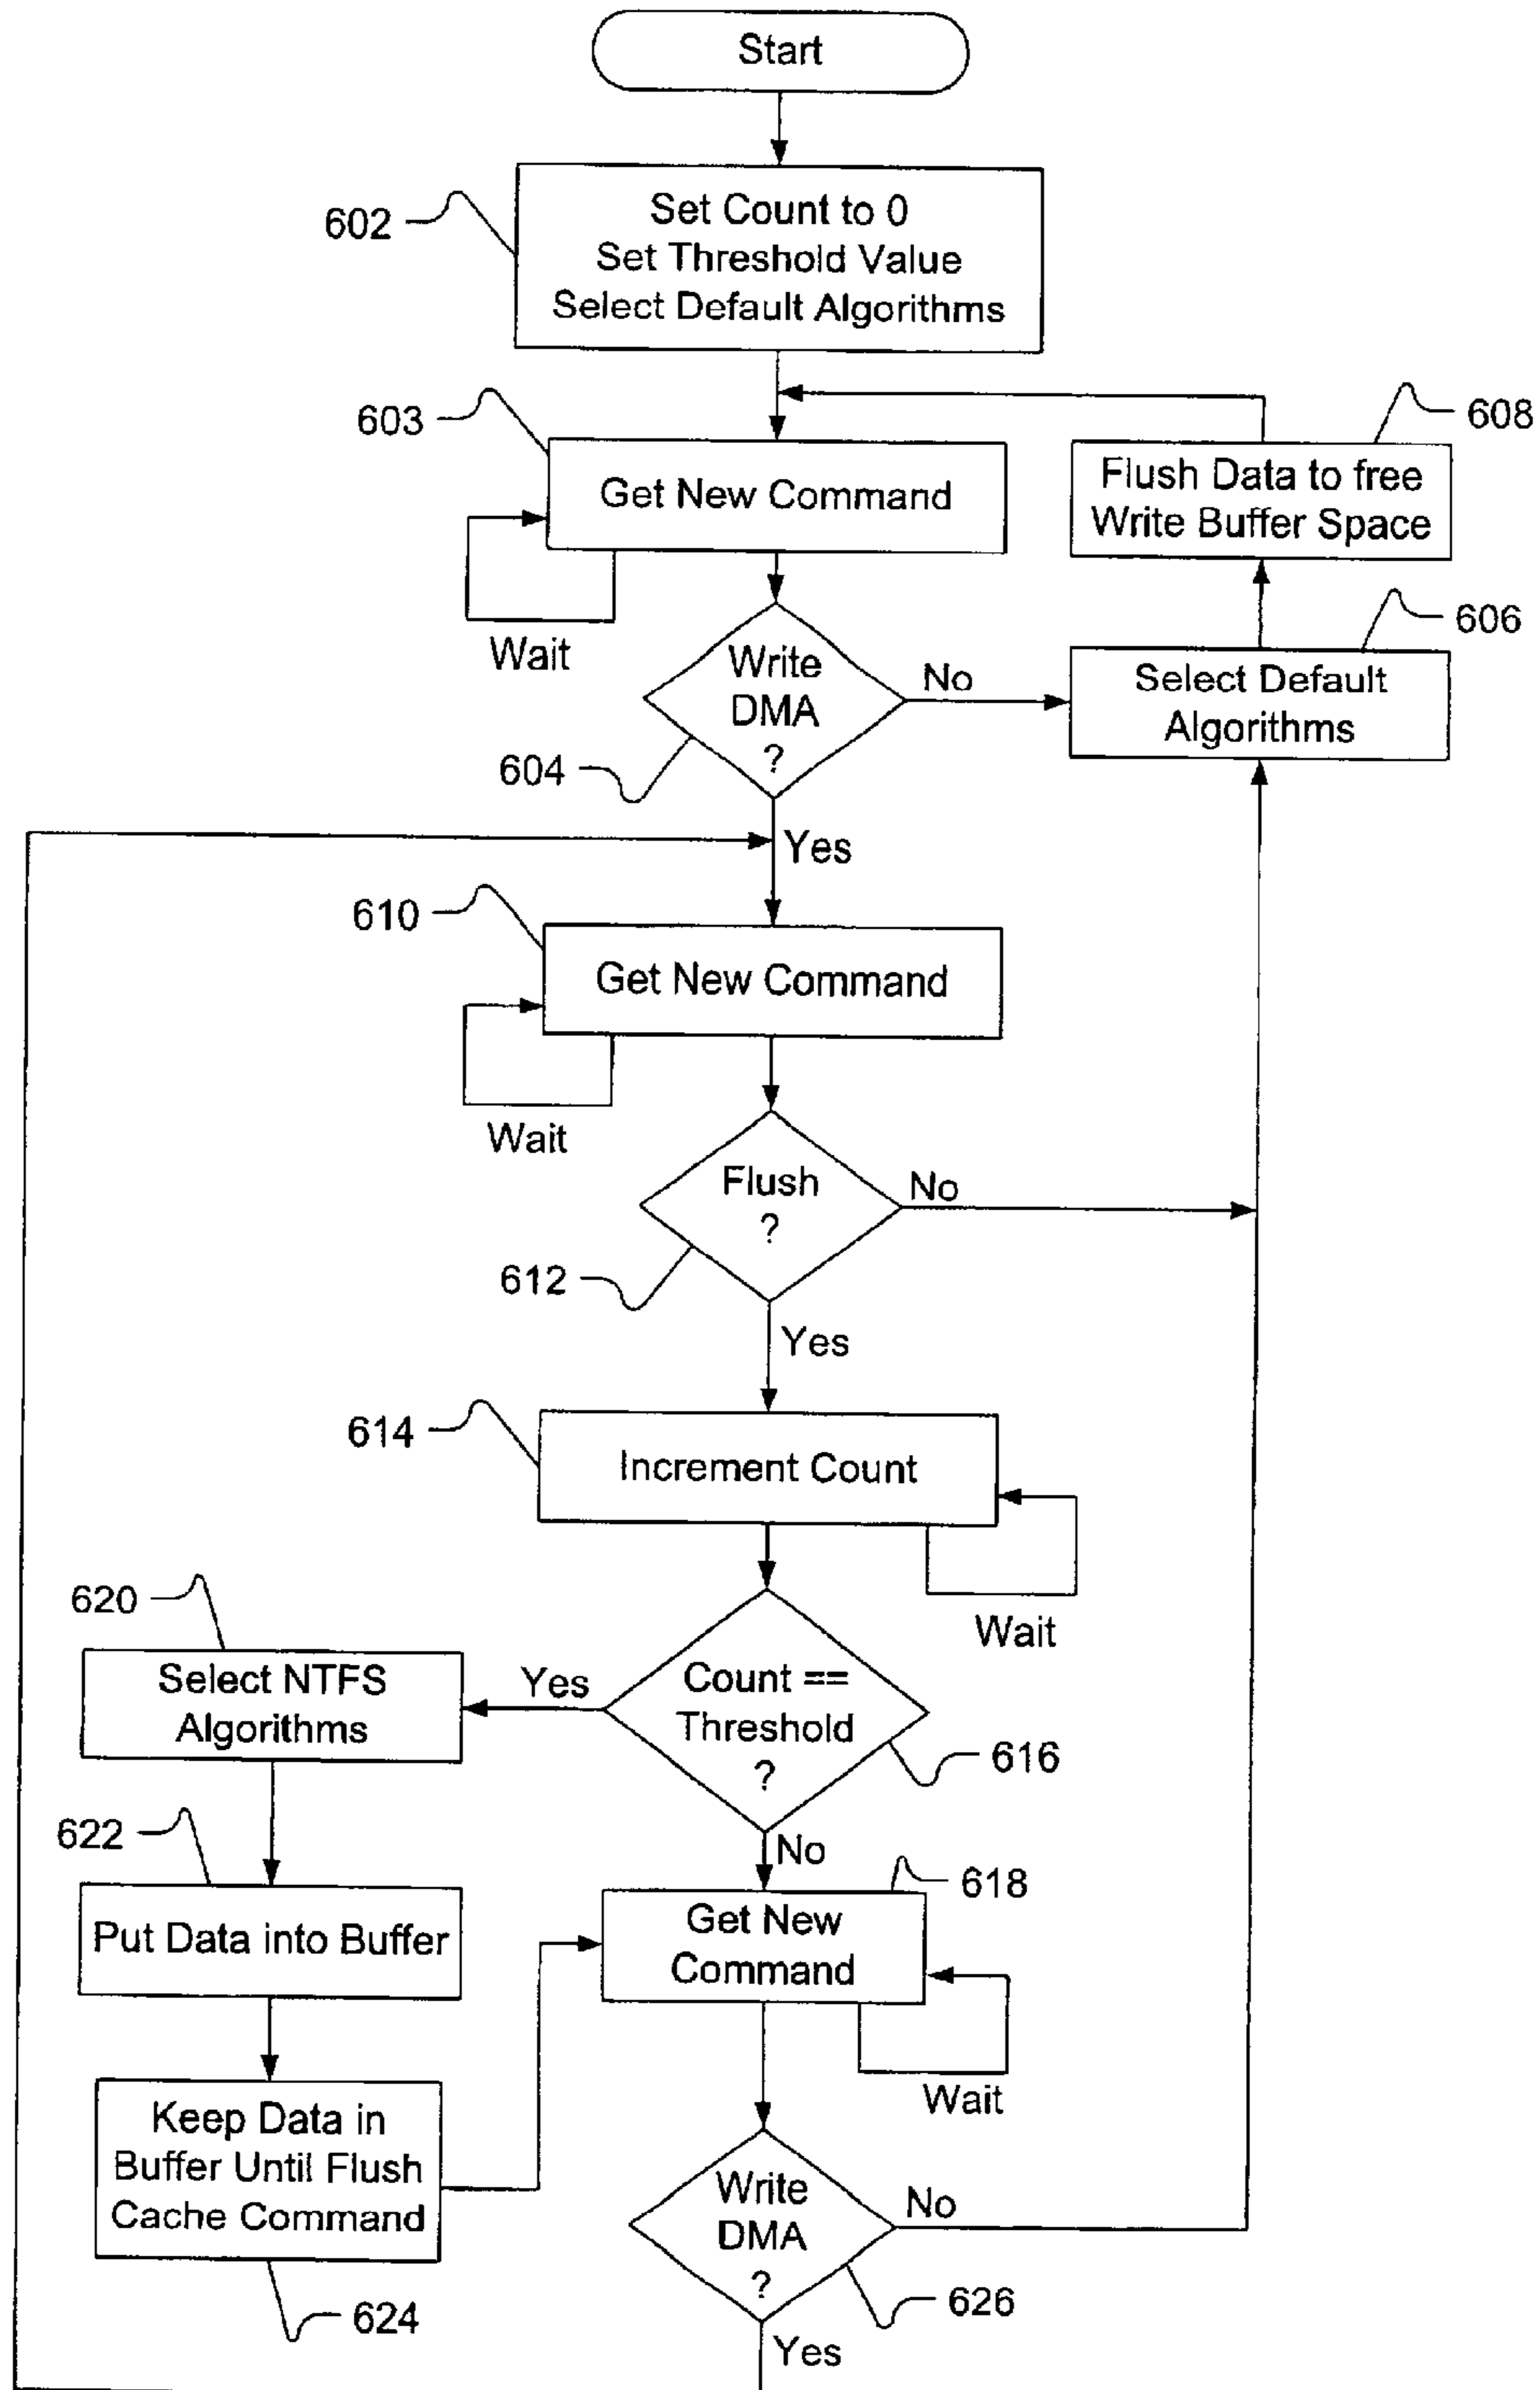 Start
602
Set Count to 0
Set Threshold Value
Select Default Algorithms
603
Get New Command
Wait
608
Flush Data to free
Write Buffer Space
606
Select Default
Algorithms
Write
DMA
?
No
604
Yes
610
Get New Command
Wait
Flush
?
No
612
Yes
614
Increment Count
Wait
620
Select NTFS
Algorithms
Yes
Count ==
Threshold
?
616
No
622
Put Data into Buffer
618
Get New
Command
Wait
Keep Data in
Buffer Until Flush
Cache Command
624
Write
DMA
?
No
626
Yes